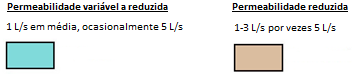 Permeabilidade variável a reduzida
1 L/s em média, ocasionalmente 5 L/s
Permeabilidade reduzida
1-3 L/s por vezes 5 L/s